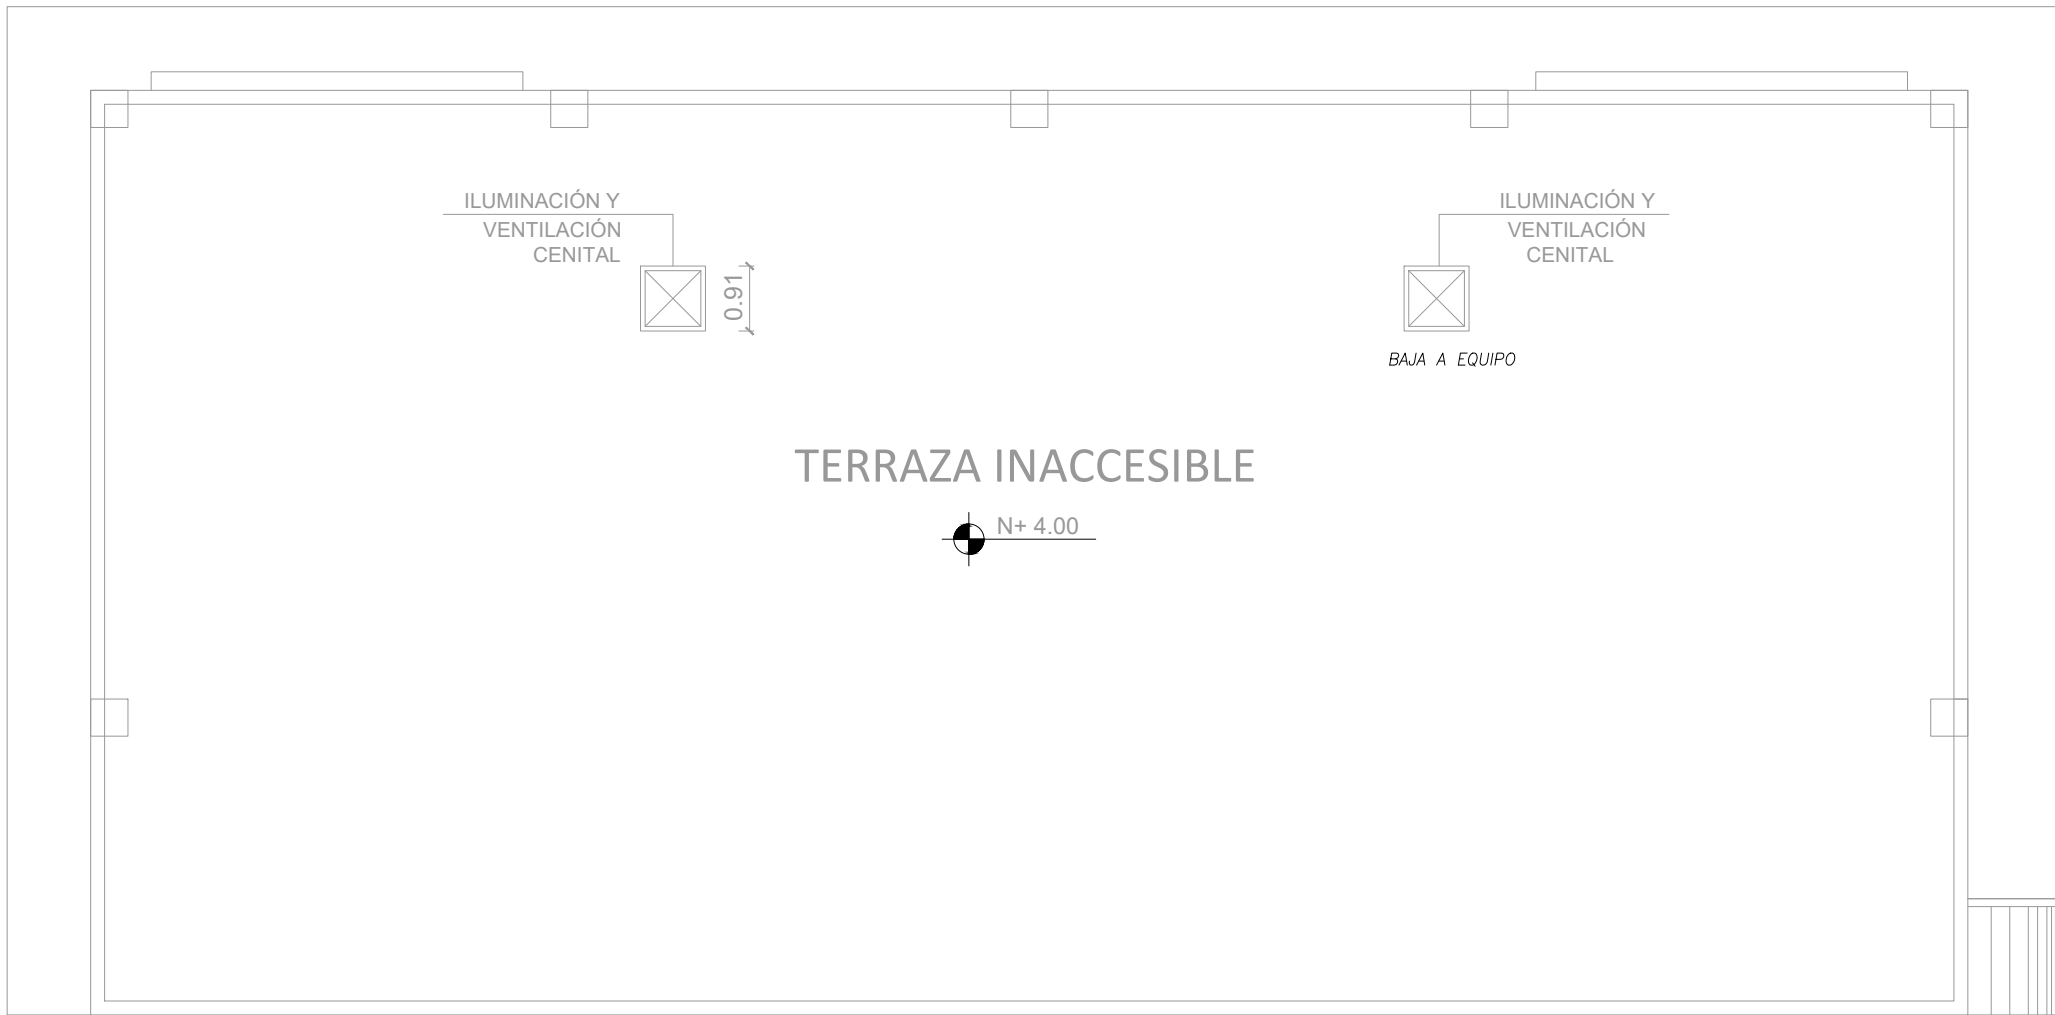 ILUMINACIÓN Y
VENTILACIÓN
CENITAL
0.91
ILUMINACIÓN Y
VENTILACIÓN
CENITAL
BAJA A EQUIPO
TERRAZA INACCESIBLE
N+ 4.00